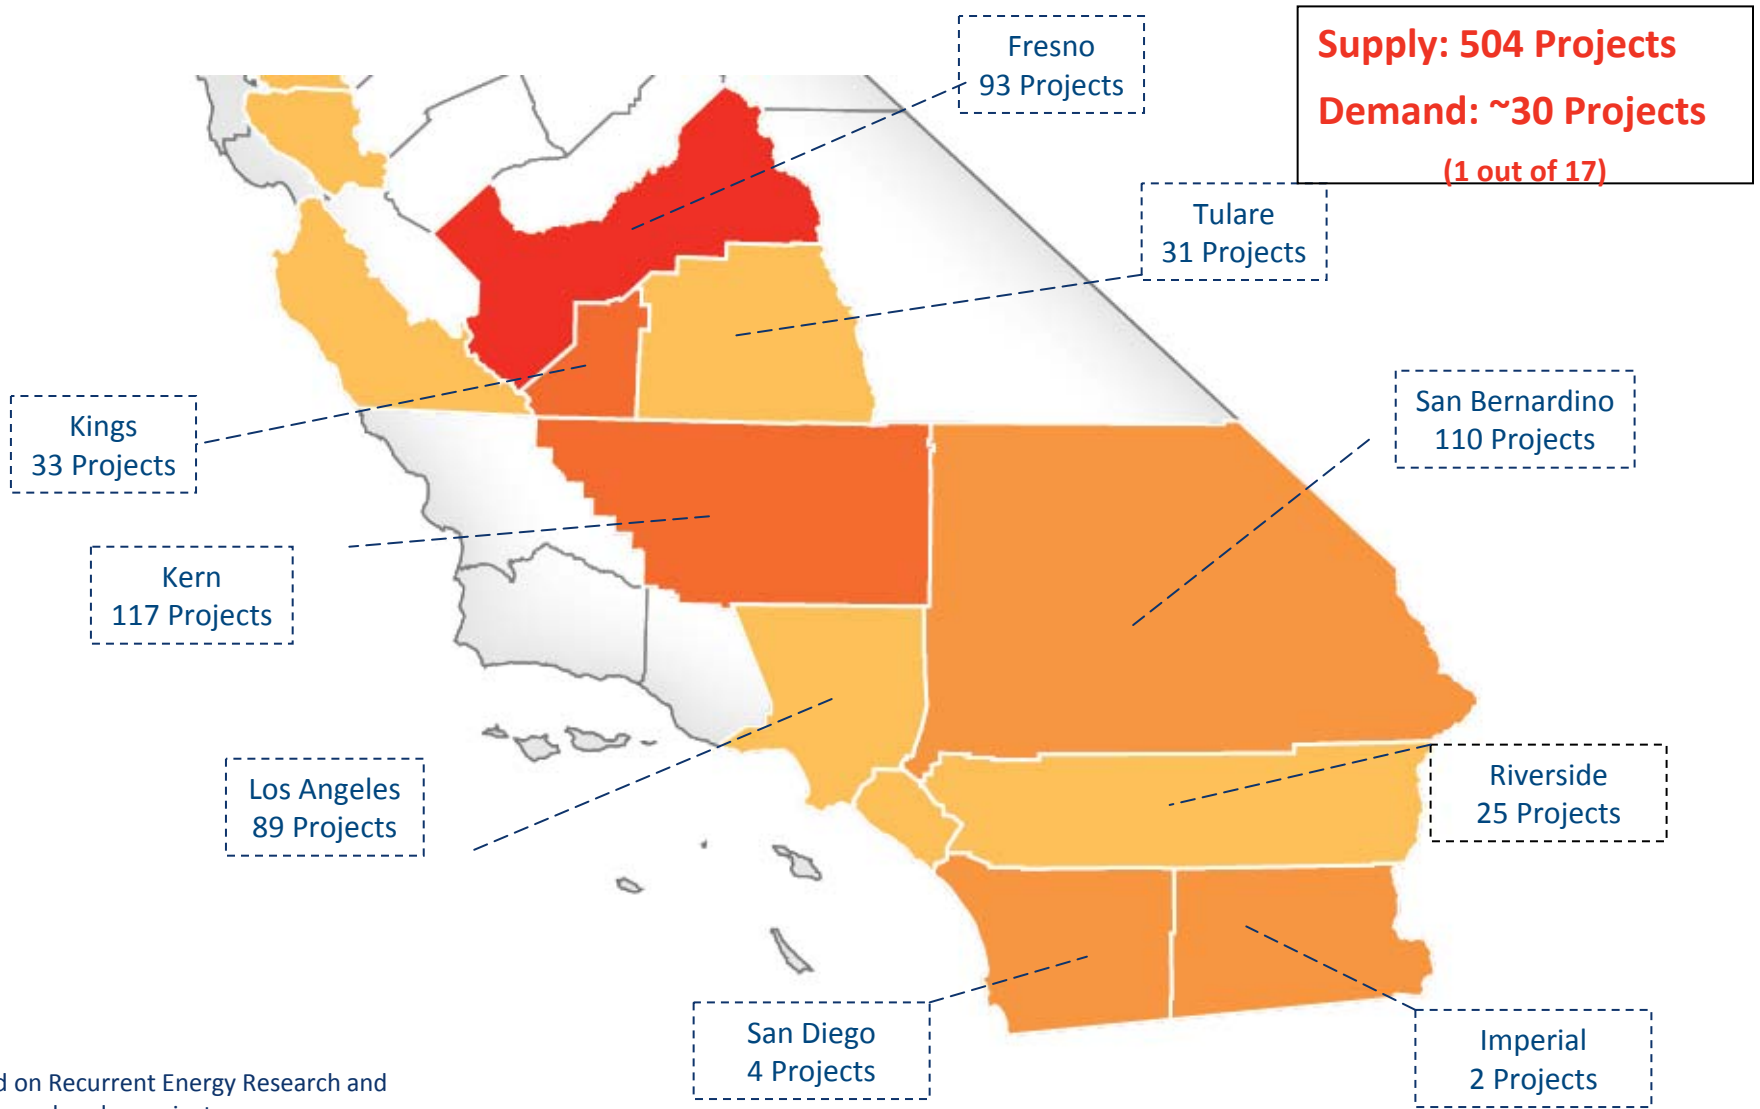 Fresno
93 Projects
Supply: 504 Projects
Demand: ~30 Projects
(1 out of 17)
Tulare
31 Projects
San Bernardino
110 Projects
Kings
33 Projects
Kern
117 Projects
Los Angeles
89 Projects
Riverside
25 Projects
San Diego
4 Projects
Imperial
2 Projects
on Recurrent Energy Research and